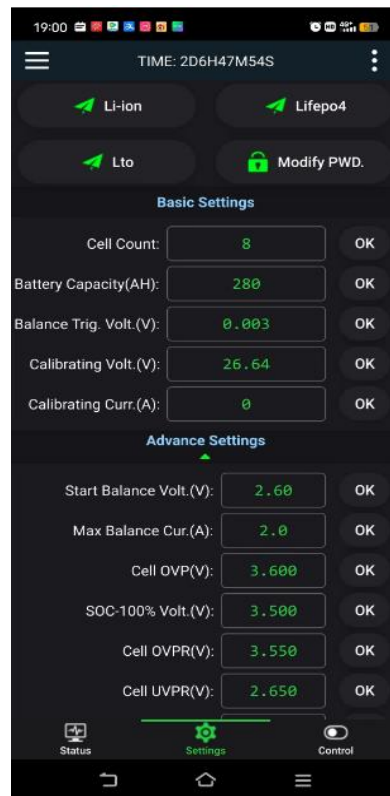 19:00
TIME: 2D6H47M54S
Li-ion
Lifepo4
Lto
Modify PWD.
Basic Settings
Cell Count: 8 OK
Battery Capacity(AH): 280 OK
Balance Trig. Volt.(V): 0.003 OK
Calibrating Volt.(V): 26.64 OK
Calibrating Curr.(A): 0 OK
Advance Settings
Start Balance Volt.(V): 2.60 OK
Max Balance Cur.(A): 2.0 OK
Cell OVP(V): 3.600 OK
SOC-100% Volt.(V): 3.500 OK
Cell OVPR(V): 3.550 OK
Cell UVPR(V): 2.650 OK
Status
Settings
Control